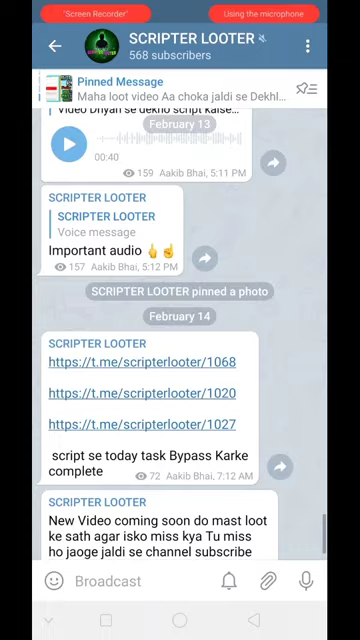 "Screen Recorder"
Using the microphone
SCRIPTER LOOTER
568 subscribers
Pinned Message
Maha loot video Aa choka jaldi se Dekhl...
February 13
00:40
159 Aakib Bhai, 5:11 PM
SCRIPTER LOOTER
SCRIPTER LOOTER
Voice message
Important audio 🖕☝
157 Aakib Bhai, 5:12 PM
SCRIPTER LOOTER pinned a photo
February 14
SCRIPTER LOOTER
https://t.me/scripterlooter/1068
https://t.me/scripterlooter/1020
https://t.me/scripterlooter/1027
script se today task Bypass Karke
complete
72 Aakib Bhai, 7:12 AM
SCRIPTER LOOTER
New Video coming soon do mast loot
ke sath agar isko miss kya Tu miss
ho jaoge jaldi se channel subscribe
Broadcast